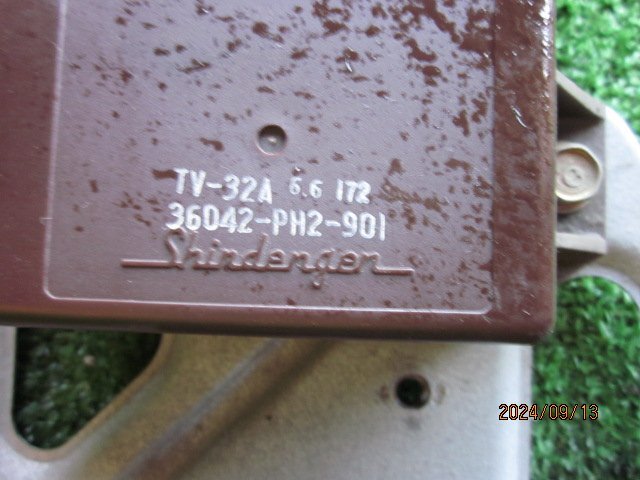 TV-32A 6.6 172
36042-PH2-901
Shindengen
2024/09/13